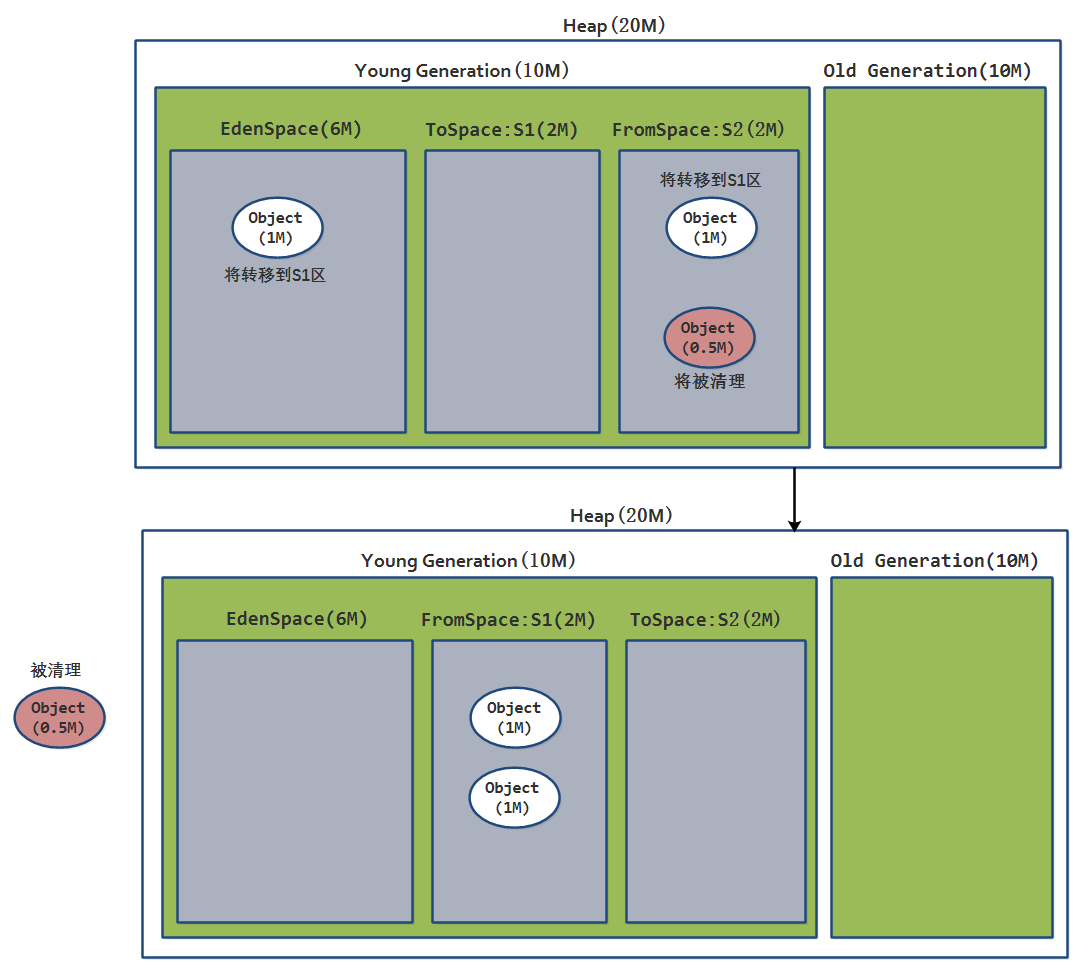 Heap(20M)
Young Generation(10M)
Old Generation(10M)
EdenSpace(6M)
ToSpace:S1(2M)
FromSpace:S2(2M)
Object
(1M)
将转移到S1区
将转移到S1区
Object
(1M)
Object
(0.5M)
将被清理
Heap(20M)
Young Generation(10M)
Old Generation(10M)
EdenSpace(6M)
FromSpace:S1(2M)
ToSpace:S2(2M)
被清理
Object
(0.5M)
Object
(1M)
Object
(1M)